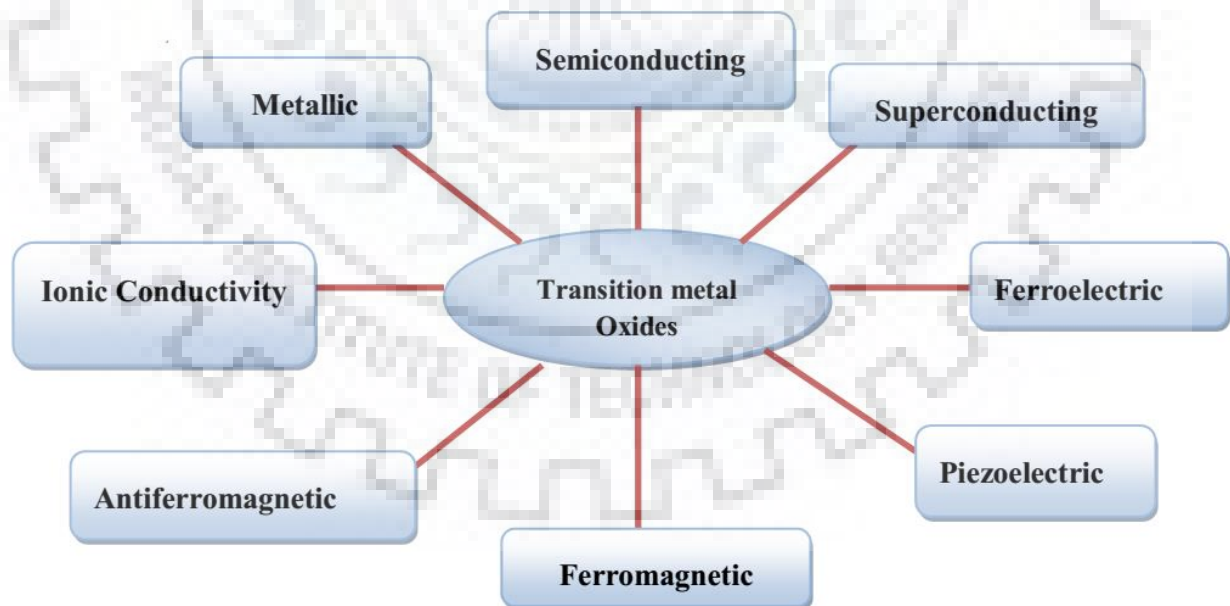 Semiconducting
Metallic
Superconducting
Ionic Conductivity
Transition metal
Oxides
Ferroelectric
Antiferromagnetic
Piezoelectric
Ferromagnetic